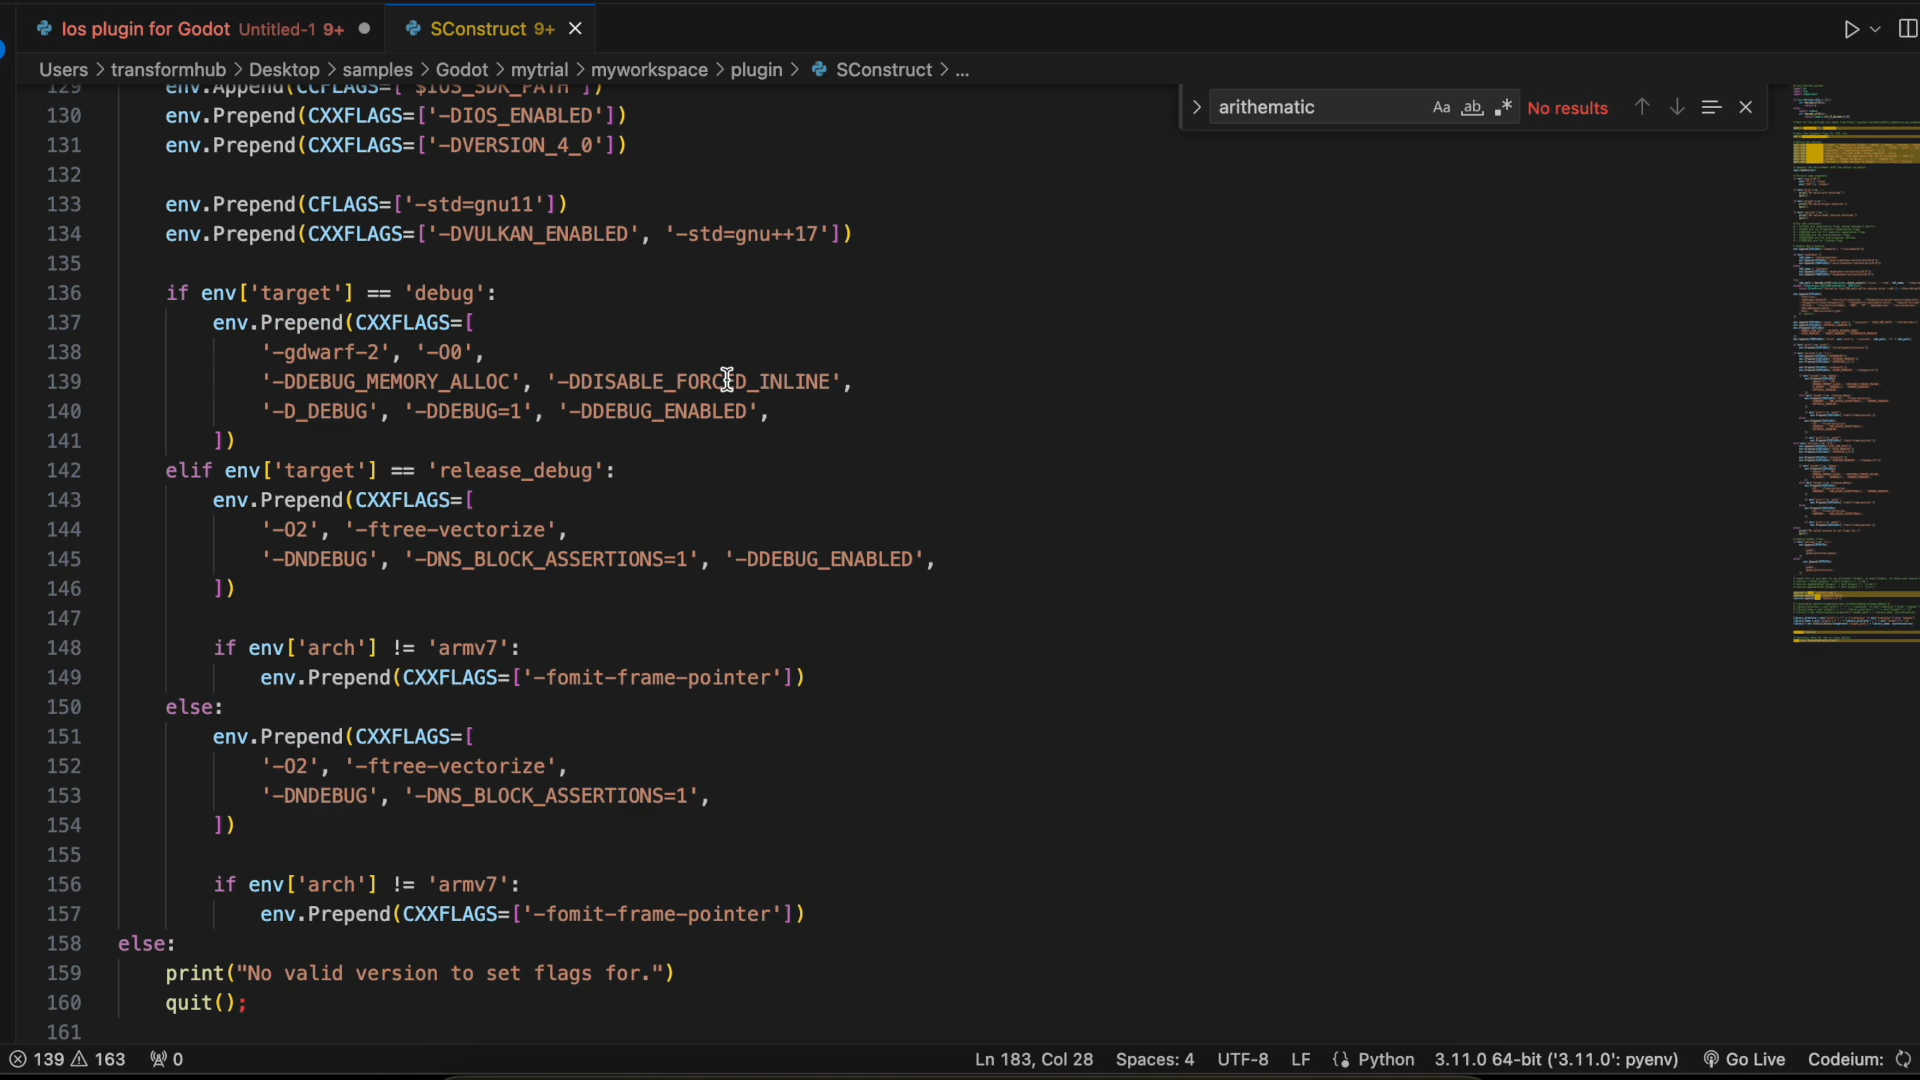 Ios plugin for Godot Untitled-1 9+
SConstruct 9+
Users > transformhub > Desktop > samples > Godot > mytrial > myworkspace > plugin > SConstruct > ...
arithematic Aa ab .* No results
129 env.Append(CCFLAGS=['$IOS_SDK_PATH'])
130 env.Prepend(CXXFLAGS=['-DIOS_ENABLED'])
131 env.Prepend(CXXFLAGS=['-DVERSION_4_0'])
132
133 env.Prepend(CFLAGS=['-std=gnu11'])
134 env.Prepend(CXXFLAGS=['-DVULKAN_ENABLED', '-std=gnu++17'])
135
136 if env['target'] == 'debug':
137 env.Prepend(CXXFLAGS=[
138 '-gdwarf-2', '-O0',
139 '-DDEBUG_MEMORY_ALLOC', '-DDISABLE_FORCED_INLINE',
140 '-D_DEBUG', '-DDEBUG=1', '-DDEBUG_ENABLED',
141 ])
142 elif env['target'] == 'release_debug':
143 env.Prepend(CXXFLAGS=[
144 '-O2', '-ftree-vectorize',
145 '-DNDEBUG', '-DNS_BLOCK_ASSERTIONS=1', '-DDEBUG_ENABLED',
146 ])
147
148 if env['arch'] != 'armv7':
149 env.Prepend(CXXFLAGS=['-fomit-frame-pointer'])
150 else:
151 env.Prepend(CXXFLAGS=[
152 '-O2', '-ftree-vectorize',
153 '-DNDEBUG', '-DNS_BLOCK_ASSERTIONS=1',
154 ])
155
156 if env['arch'] != 'armv7':
157 env.Prepend(CXXFLAGS=['-fomit-frame-pointer'])
158 else:
159 print("No valid version to set flags for.")
160 quit();
161
139 163 0 Ln 183, Col 28 Spaces: 4 UTF-8 LF Python 3.11.0 64-bit ('3.11.0': pyenv) Go Live Codeium: